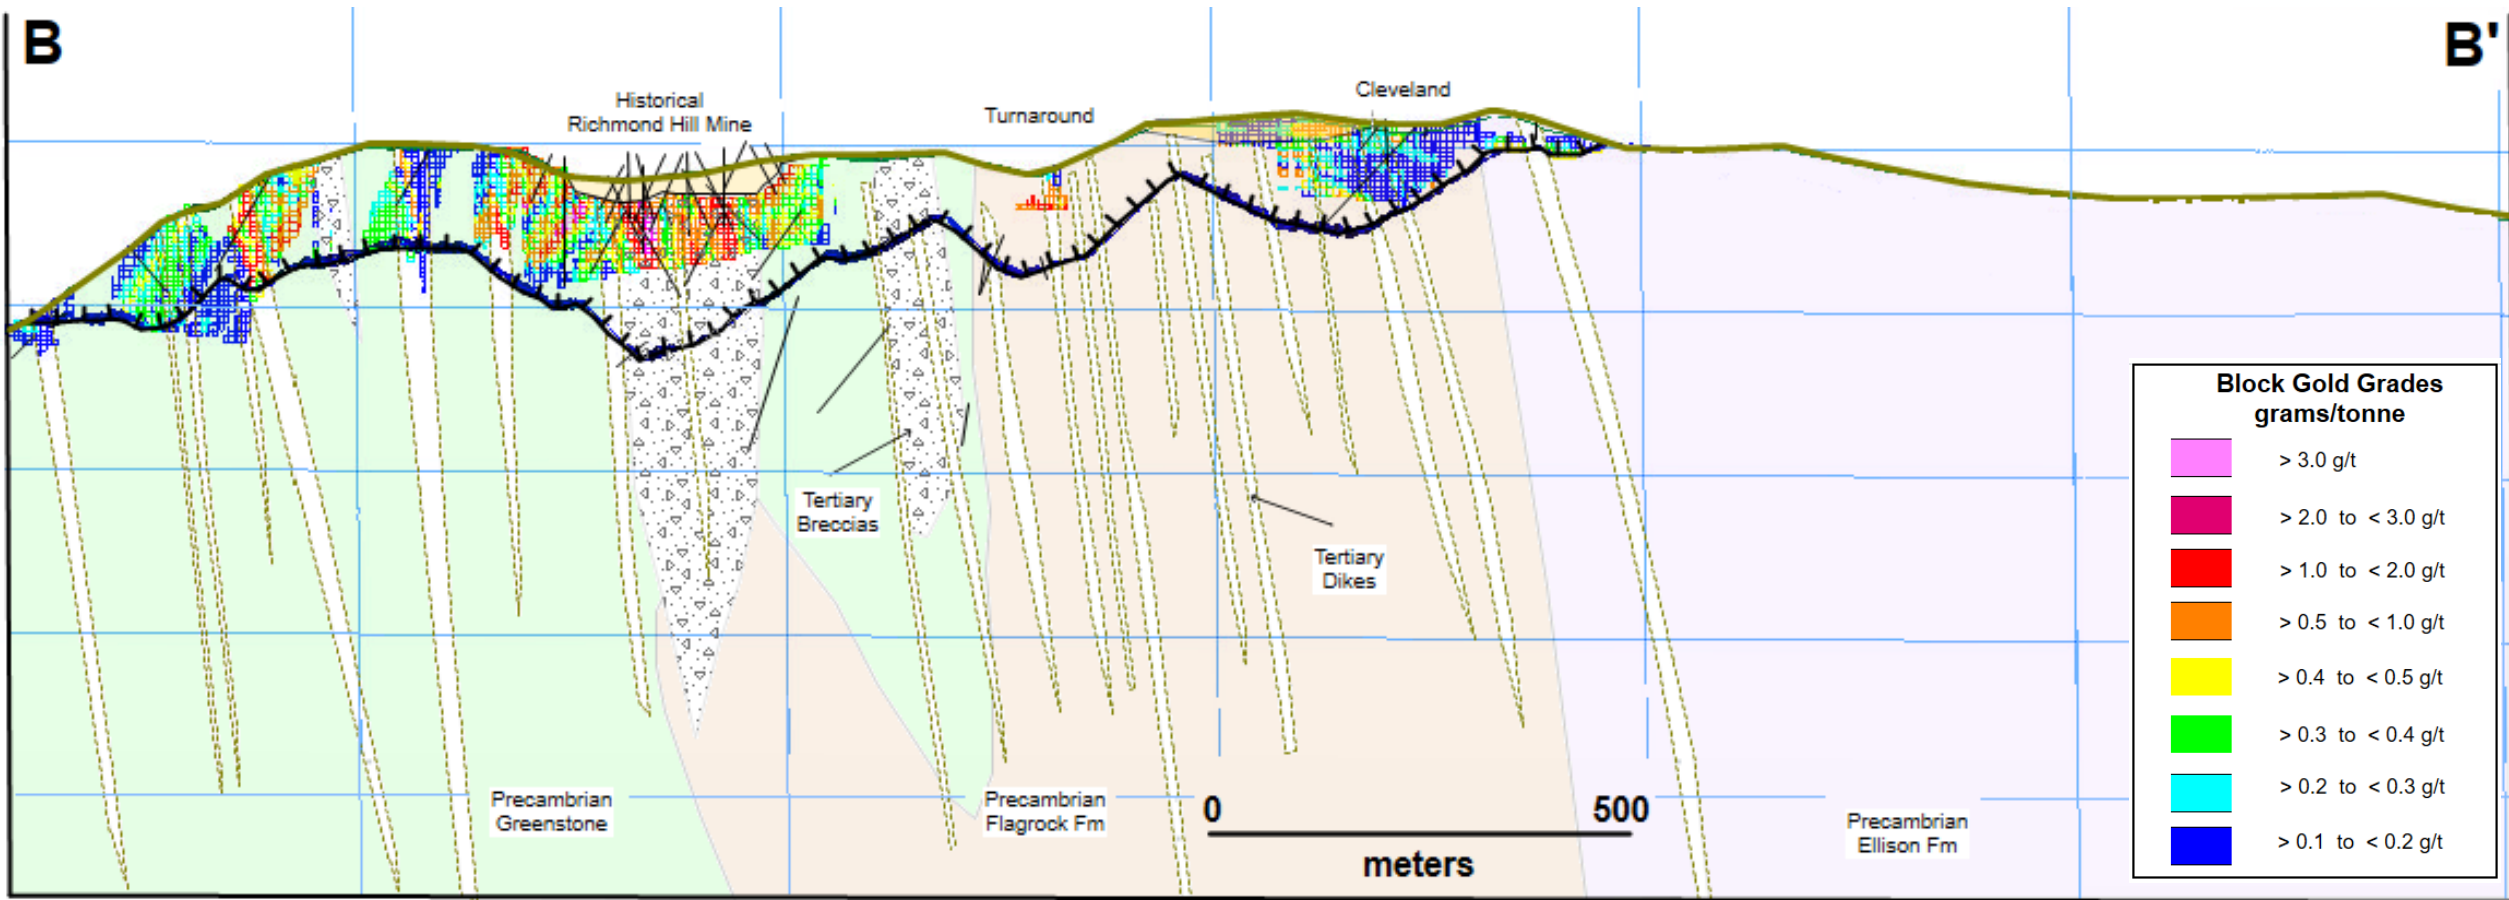 B
B'
Historical
Richmond Hill Mine
Turnaround
Cleveland
Tertiary
Breccias
Tertiary
Dikes
Precambrian
Greenstone
Precambrian
Flagrock Fm
Precambrian
Ellison Fm
0
500
meters
Block Gold Grades
grams/tonne
> 3.0 g/t
> 2.0 to < 3.0 g/t
> 1.0 to < 2.0 g/t
> 0.5 to < 1.0 g/t
> 0.4 to < 0.5 g/t
> 0.3 to < 0.4 g/t
> 0.2 to < 0.3 g/t
> 0.1 to < 0.2 g/t